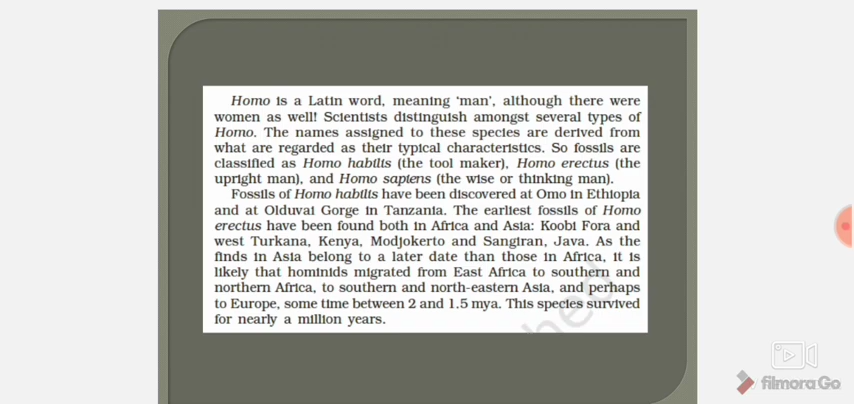 Homo is a Latin word, meaning ‘man’, although there were
women as well! Scientists distinguish amongst several types of
Homo. The names assigned to these species are derived from
what are regarded as their typical characteristics. So fossils are
classified as Homo habilis (the tool maker), Homo erectus (the
upright man), and Homo sapiens (the wise or thinking man).
Fossils of Homo habilis have been discovered at Omo in Ethiopia
and at Olduvai Gorge in Tanzania. The earliest fossils of Homo
erectus have been found both in Africa and Asia: Koobi Fora and
west Turkana, Kenya, Modjokerto and Sangiran, Java. As the
finds in Asia belong to a later date than those in Africa, it is
likely that hominids migrated from East Africa to southern and
northern Africa, to southern and north-eastern Asia, and perhaps
to Europe, some time between 2 and 1.5 mya. This species survived
for nearly a million years.
filmoraGo